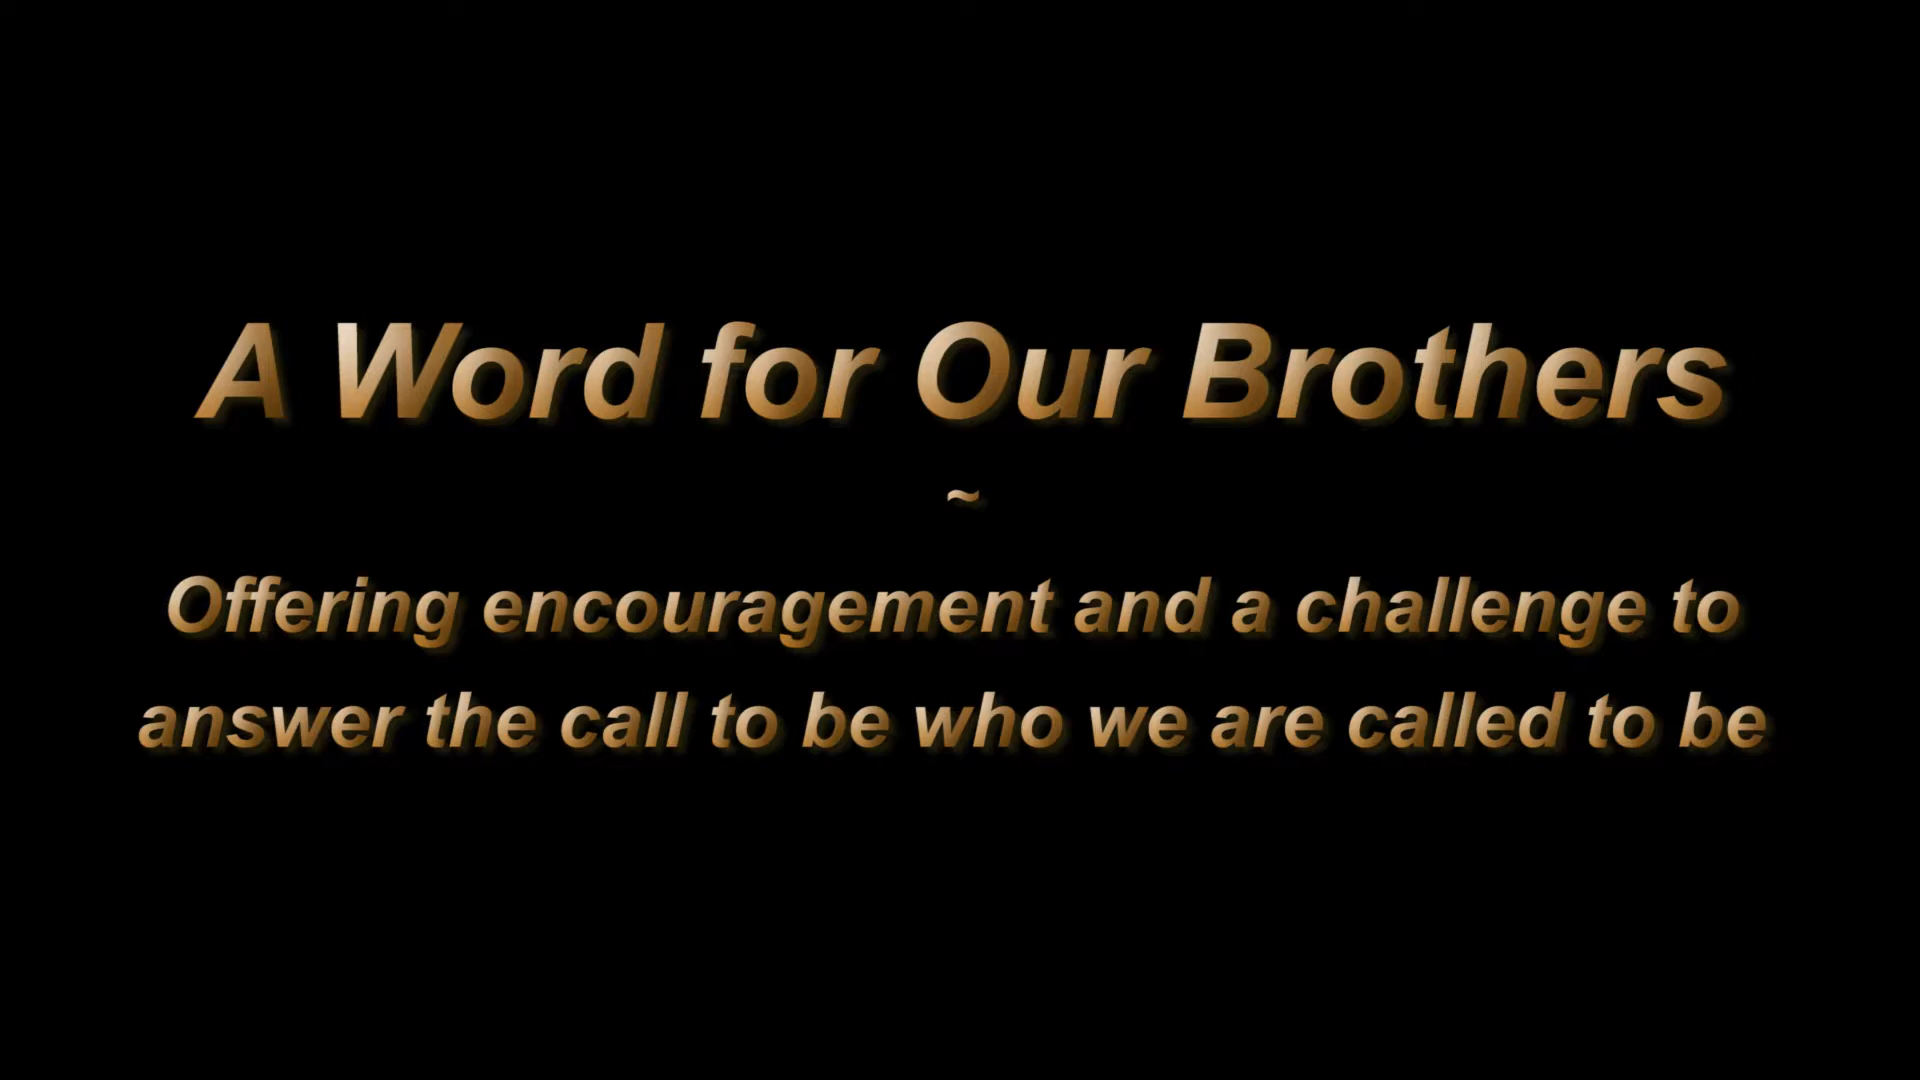 A Word for Our Brothers
~
Offering encouragement and a challenge to
answer the call to be who we are called to be